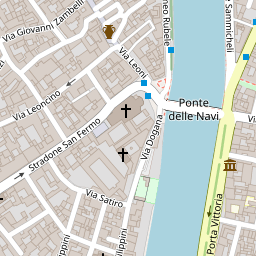 Via Giovanni Zambelli
Via Leoni
Sammicheli
Via Leoncino
Ponte
delle Navi
Stradone San Fermo
Via Dogana
Via Satiro
Porta Vittoria